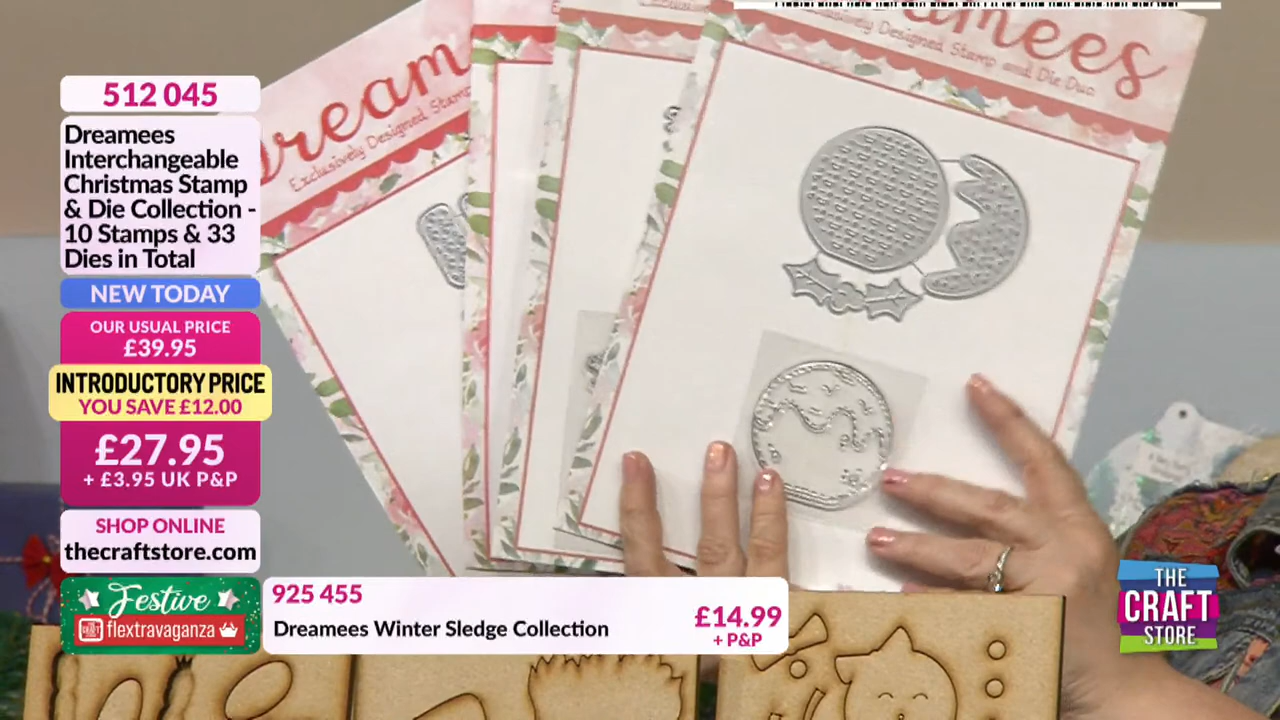 512 045
Dreamees
Interchangeable
Christmas Stamp
& Die Collection -
10 Stamps & 33
Dies in Total
NEW TODAY
OUR USUAL PRICE
£39.95
INTRODUCTORY PRICE
YOU SAVE £12.00
£27.95
+ £3.95 UK P&P
SHOP ONLINE
thecraftstore.com
Festive
flextravaganza
925 455
Dreamees Winter Sledge Collection
£14.99
+ P&P
THE
CRAFT
STORE
Exclusively Designed Stamp
Exclusively Designed Stamp and Die Duo